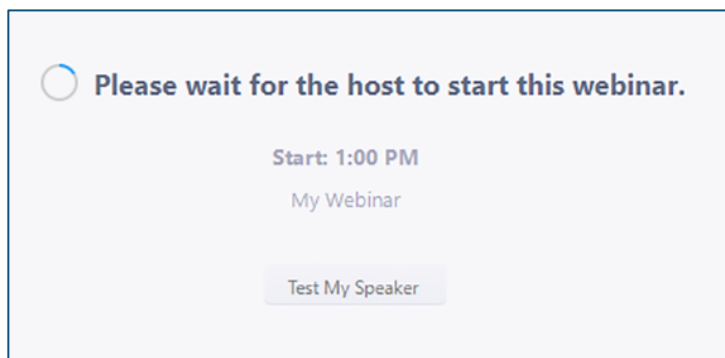 Please wait for the host to start this webinar.
Start: 1:00 PM
My Webinar
Test My Speaker